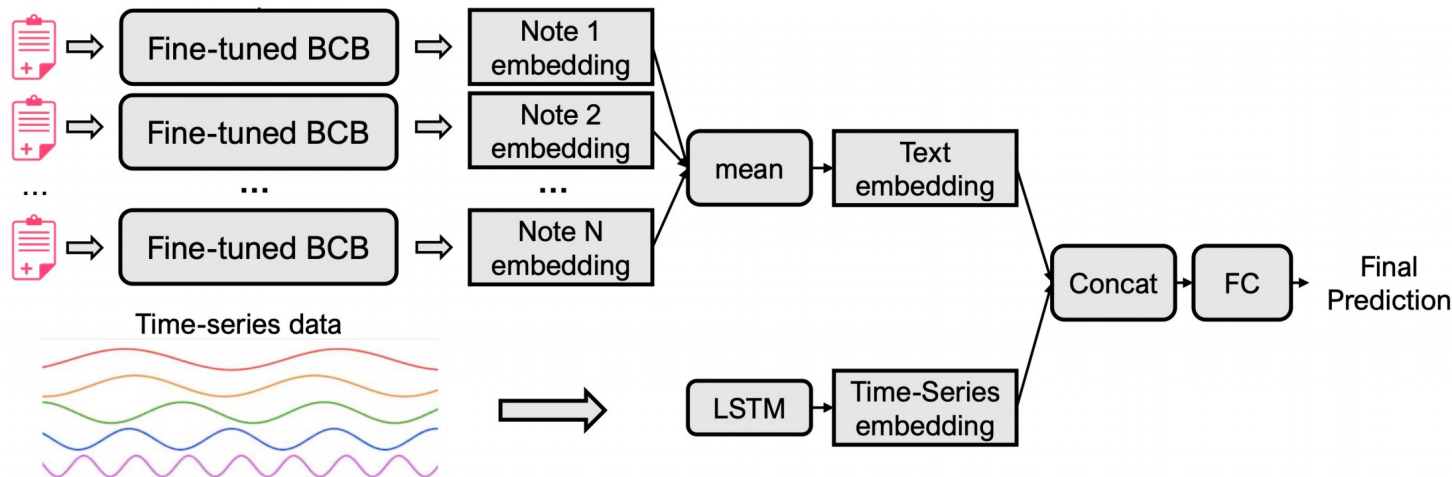 Fine-tuned BCB
Note 1
embedding
Fine-tuned BCB
Note 2
embedding
...
...
...
Fine-tuned BCB
Note N
embedding
mean
Text
embedding
Concat
FC
Final
Prediction
Time-series data
LSTM
Time-Series
embedding